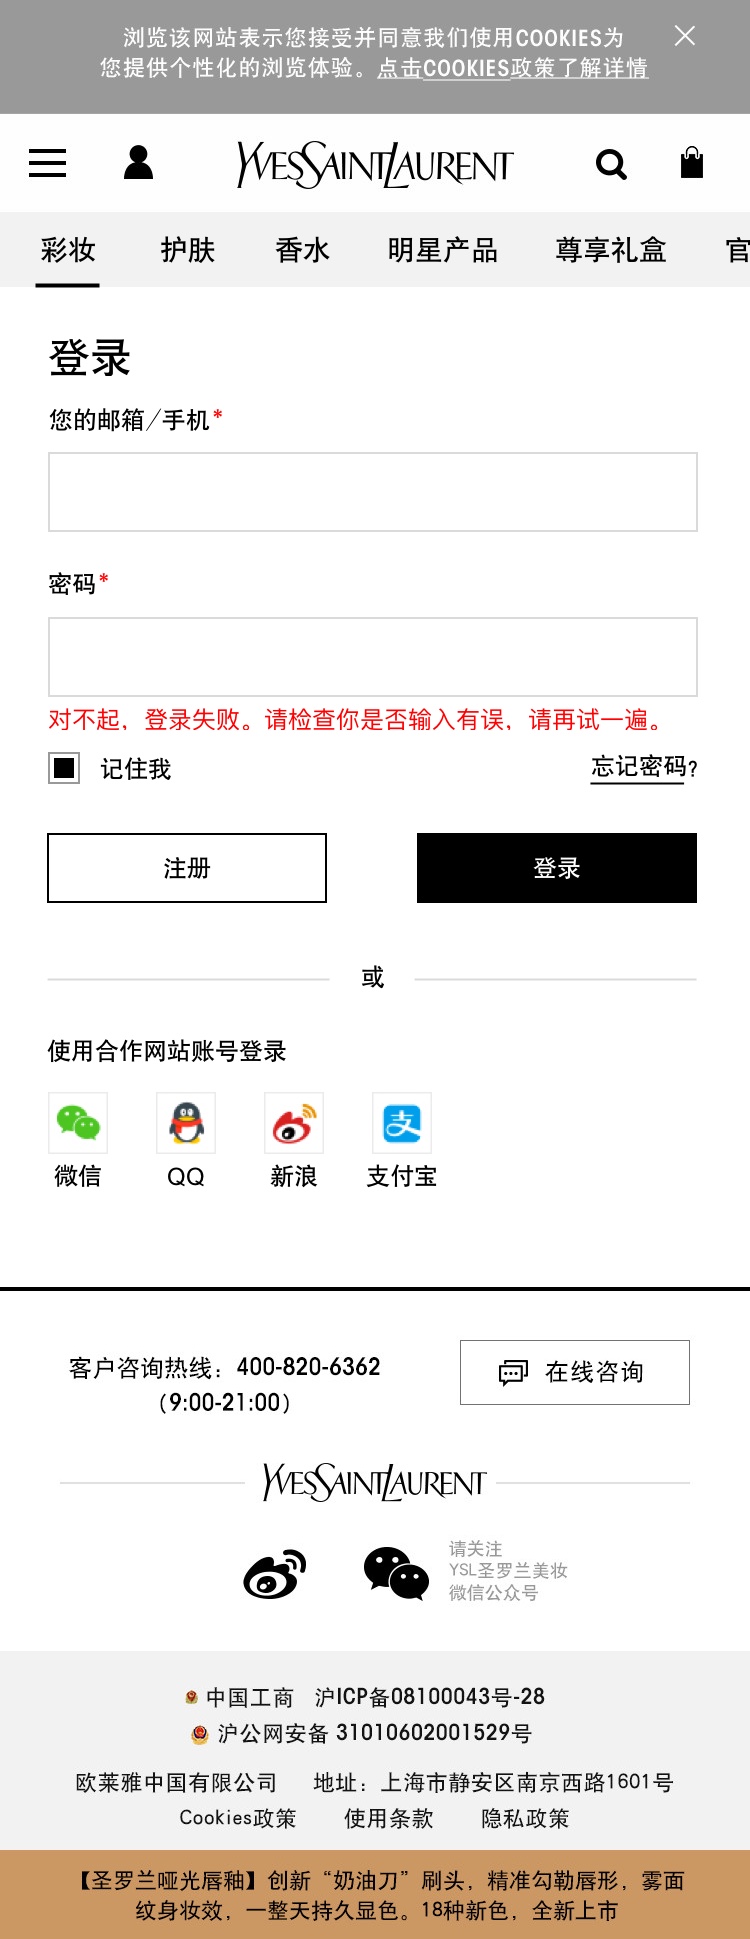 浏览该网站表示您接受并同意我们使用COOKIES为
您提供个性化的浏览体验。点击COOKIES政策了解详情
YVESSAINTLAURENT
彩妆 护肤 香水 明星产品 尊享礼盒 官
登录
您的邮箱/手机*
密码*
对不起，登录失败。请检查你是否输入有误，请再试一遍。
记住我 忘记密码?
注册 登录
或
使用合作网站账号登录
支
微信 QQ 新浪 支付宝
客户咨询热线：400-820-6362
（9:00-21:00）
在线咨询
YVESSAINTLAURENT
请关注
YSL圣罗兰美妆
微信公众号
中国工商 沪ICP备08100043号-28
沪公网安备 31010602001529号
欧莱雅中国有限公司 地址：上海市静安区南京西路1601号
Cookies政策 使用条款 隐私政策
【圣罗兰哑光唇釉】创新“奶油刀”刷头，精准勾勒唇形，雾面
纹身妆效，一整天持久显色。18种新色，全新上市